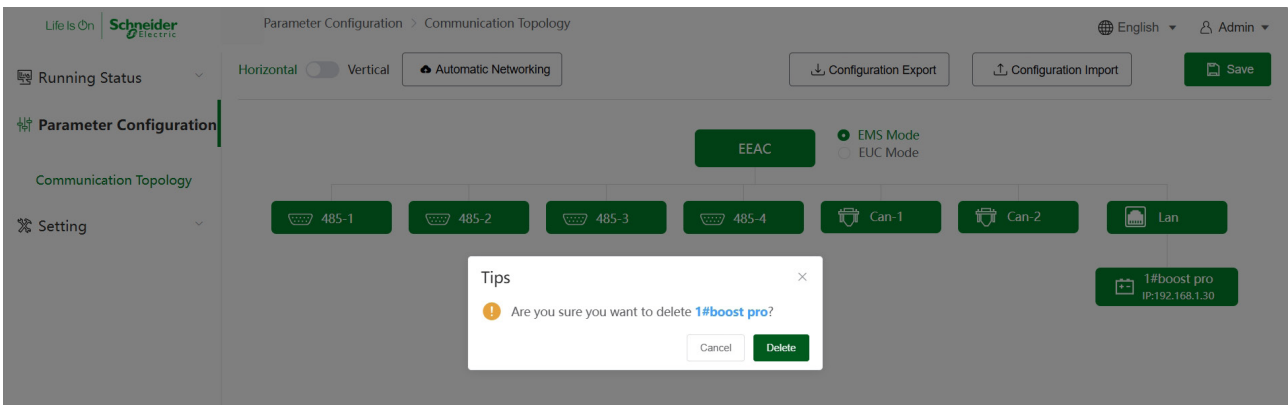 Life Is On
Schneider
Electric
Parameter Configuration > Communication Topology
English
Admin
Running Status
Horizontal
Vertical
Automatic Networking
Configuration Export
Configuration Import
Save
Parameter Configuration
EEAC
EMS Mode
EUC Mode
Communication Topology
485-1
485-2
485-3
485-4
Can-1
Can-2
Lan
Setting
Tips
Are you sure you want to delete 1#boost pro?
Cancel
Delete
1#boost pro
IP:192.168.1.30